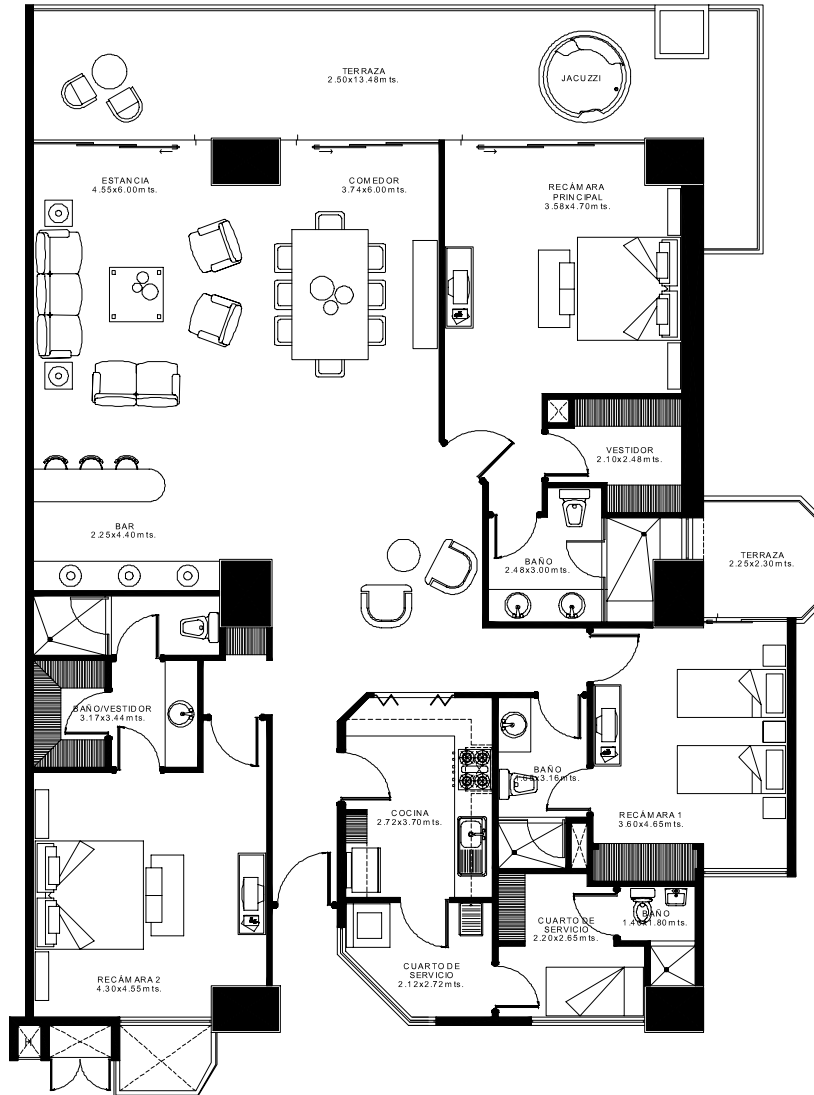 TERRAZA
2.50x13.48mts.
JACUZZI
ESTANCIA
4.55x6.00mts.
COMEDOR
3.74x6.00mts.
RECÁMARA
PRINCIPAL
3.58x4.70mts.
VESTIDOR
2.10x2.48mts.
BAR
2.25x4.40mts.
BAÑO
2.48x3.00mts.
TERRAZA
2.25x2.30mts.
BAÑO/VESTIDOR
3.17x3.44mts.
BAÑO
COCINA
2.72x3.70mts.
RECÁMARA 1
3.60x4.65mts.
BAÑO
CUARTO DE
SERVICIO
2.20x2.65mts.
CUARTO DE
SERVICIO
2.12x2.72mts.
RECÁMARA 2
4.30x4.55mts.